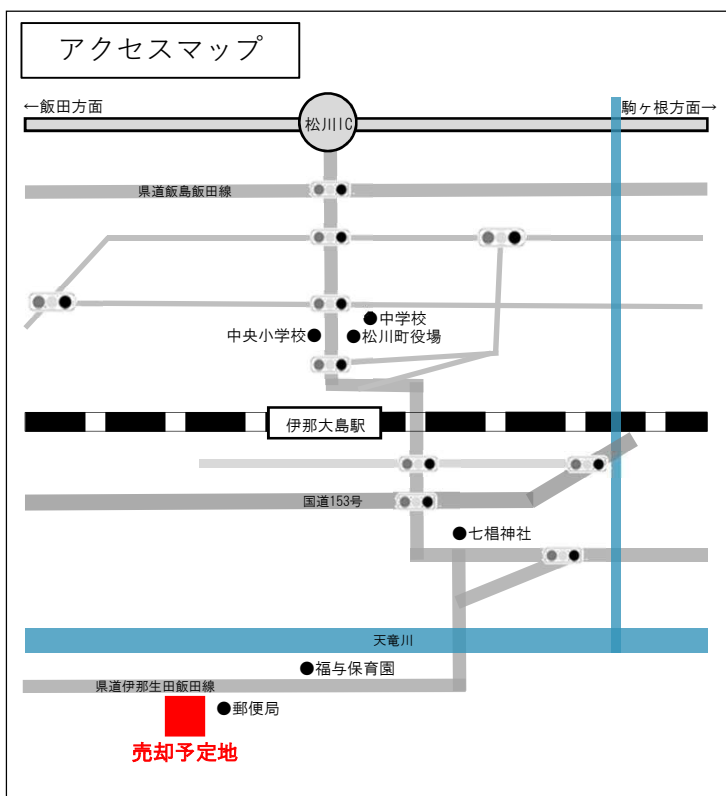 アクセスマップ
←飯田方面
駒ヶ根方面→
松川IC
県道飯島飯田線
●中学校
中央小学校●
●松川町役場
伊那大島駅
国道153号
●七椙神社
天竜川
●福与保育園
県道伊那生田飯田線
●郵便局
売却予定地